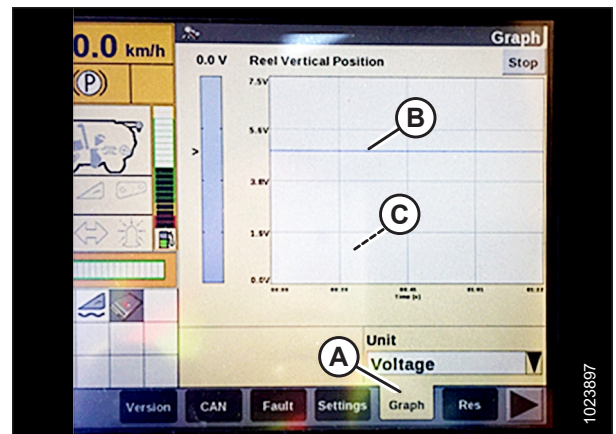 0.0 km/h
Graph
0.0 V
Reel Vertical Position
Stop
(P)
7.5V
B
5.6V
>
3.8V
C
1.9V
0.0V
Time [s]
Unit
A
Voltage
Version
CAN
Fault
Settings
Graph
Res
1023897